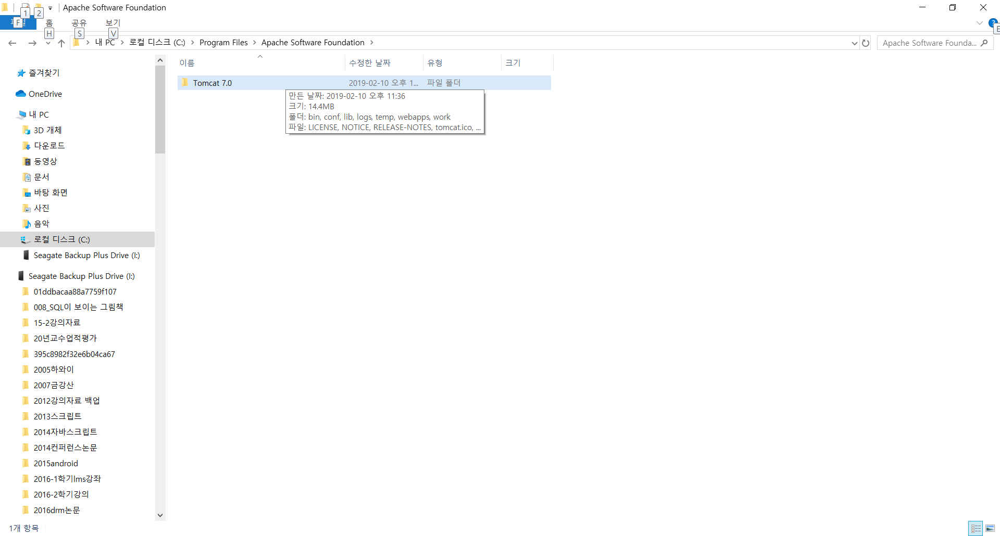 1 2 Apache Software Foundation
F 홈 공유 보기
H S V E
내 PC 로컬 디스크 (C:) Program Files Apache Software Foundation
Apache Software Founda...
이름 수정한 날짜 유형 크기
Tomcat 7.0 2019-02-10 오후 1... 파일 폴더
만든 날짜: 2019-02-10 오후 11:36
크기: 14.4MB
폴더: bin, conf, lib, logs, temp, webapps, work
파일: LICENSE, NOTICE, RELEASE-NOTES, tomcat.ico, ...
즐겨찾기
OneDrive
내 PC
3D 개체
다운로드
동영상
문서
바탕 화면
사진
음악
로컬 디스크 (C:)
Seagate Backup Plus Drive (I:)
Seagate Backup Plus Drive (I:)
01ddbacaa88a7759f107
008_SQL이 보이는 그림책
15-2강의자료
20년교수업적평가
395c8982f32e6b04ca67
2005하와이
2007금강산
2012강의자료 백업
2013스크립트
2014자바스크립트
2014컨퍼런스논문
2015android
2016-1학기lms강좌
2016-2학기강의
2016drm논문
1개 항목